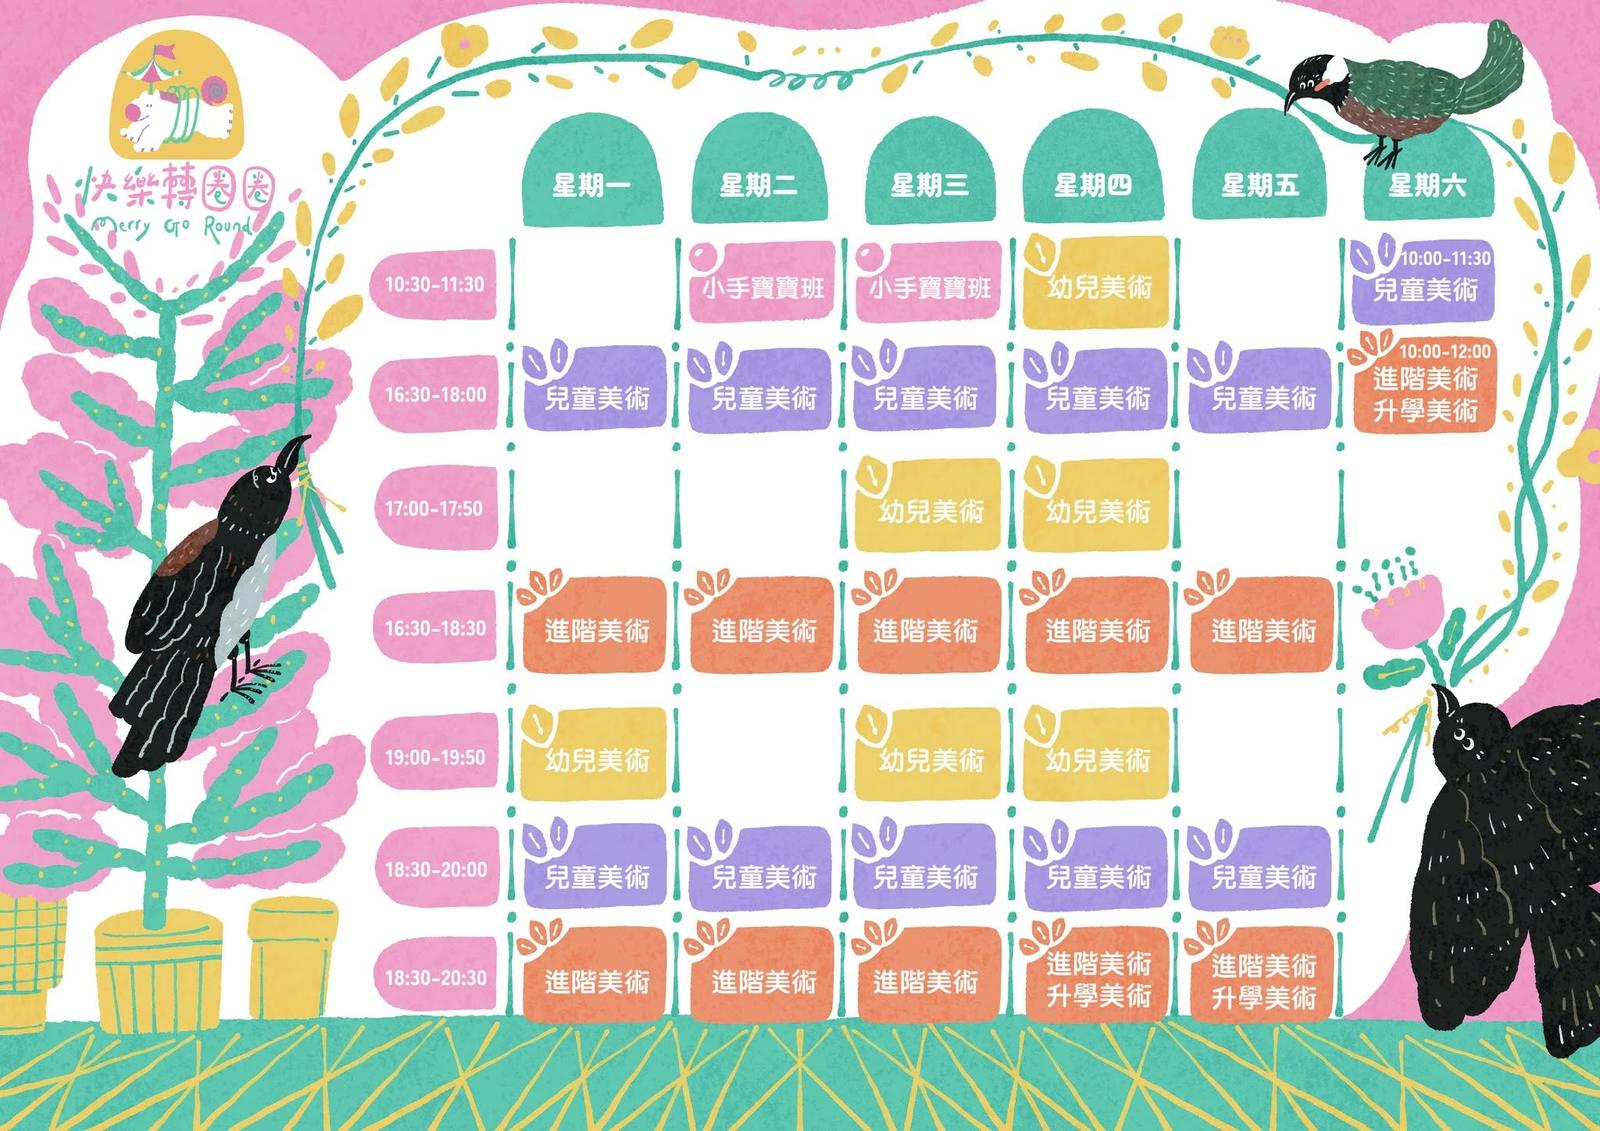 快樂轉圈圈
Merry Go Round
星期一 星期二 星期三 星期四 星期五 星期六
10:30-11:30 小手寶寶班 小手寶寶班 幼兒美術 10:00-11:30
兒童美術
16:30-18:00 兒童美術 兒童美術 兒童美術 兒童美術 兒童美術 10:00-12:00
進階美術
升學美術
17:00-17:50 幼兒美術 幼兒美術
16:30-18:30 進階美術 進階美術 進階美術 進階美術 進階美術
19:00-19:50 幼兒美術 幼兒美術 幼兒美術
18:30-20:00 兒童美術 兒童美術 兒童美術 兒童美術 兒童美術
18:30-20:30 進階美術 進階美術 進階美術 進階美術 進階美術
升學美術 升學美術